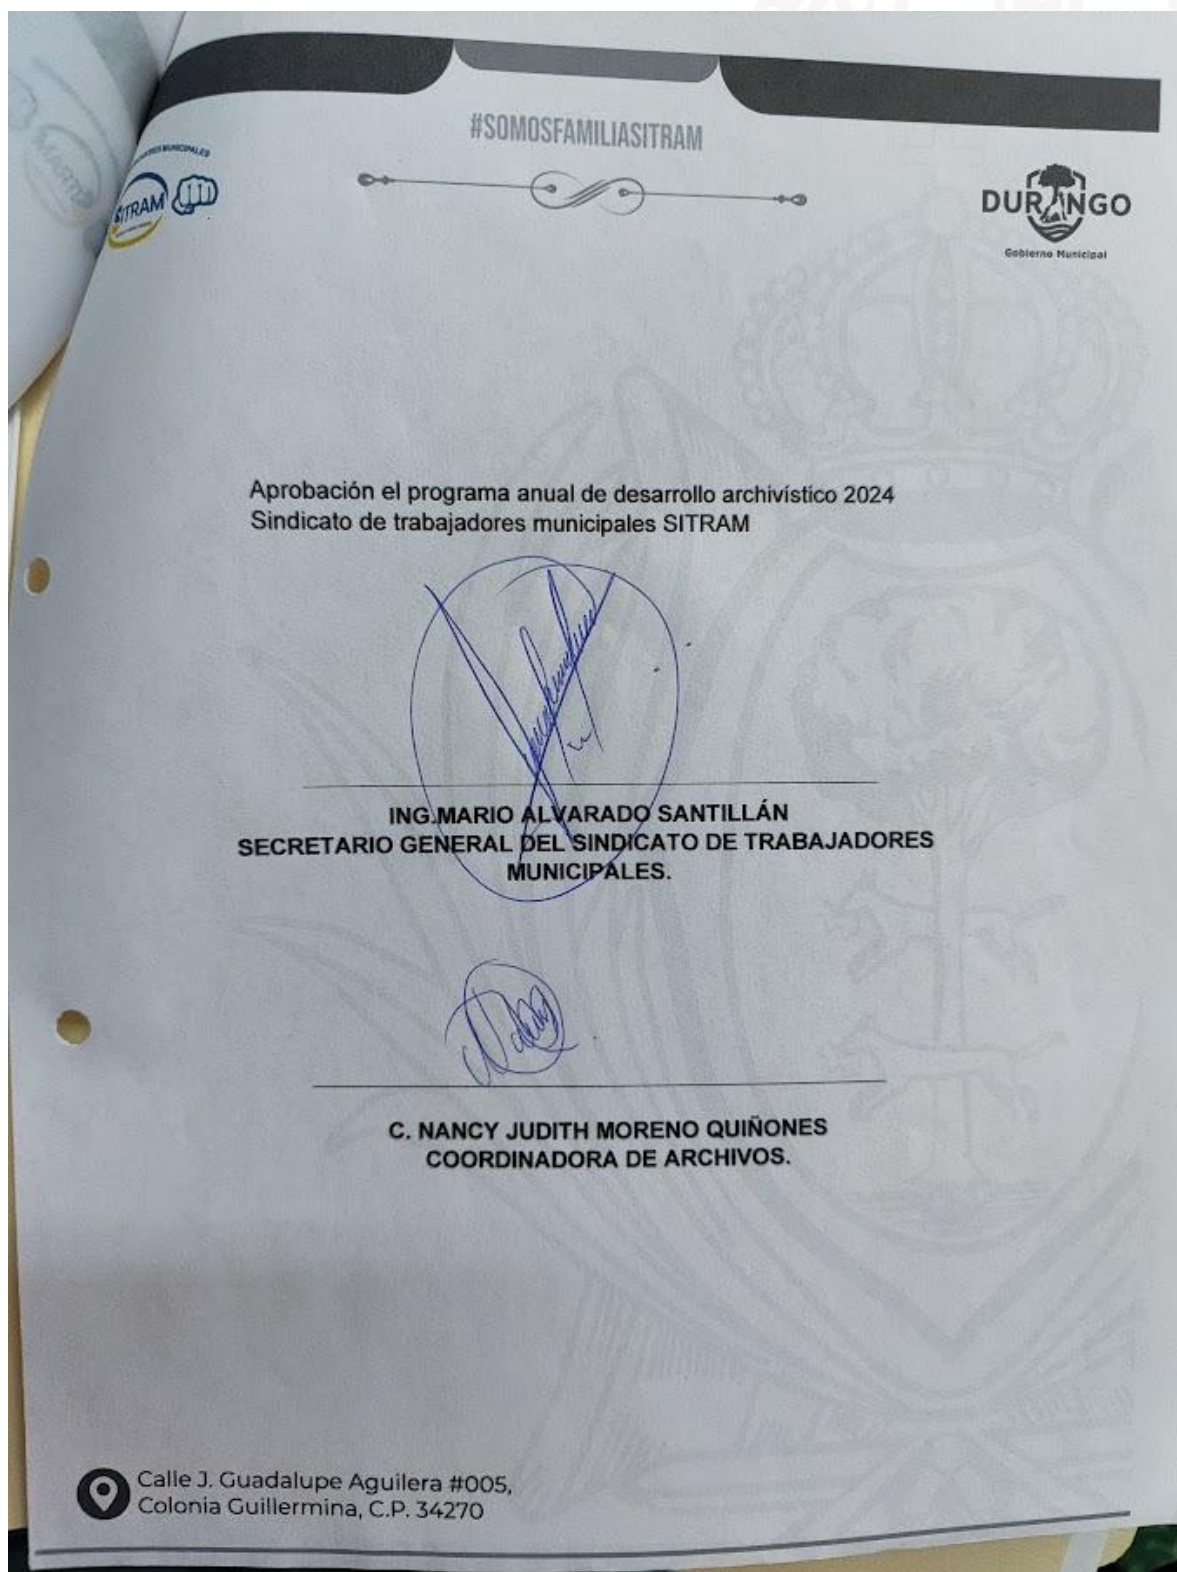 #SOMOSFAMILIASITRAM
SITRAM
DURANGO
Gobierno Municipal
Aprobación el programa anual de desarrollo archivístico 2024
Sindicato de trabajadores municipales SITRAM
ING.MARIO ALVARADO SANTILLÁN
SECRETARIO GENERAL DEL SINDICATO DE TRABAJADORES
MUNICIPALES.
C. NANCY JUDITH MORENO QUIÑONES
COORDINADORA DE ARCHIVOS.
Calle J. Guadalupe Aguilera #005,
Colonia Guillermina, C.P. 34270